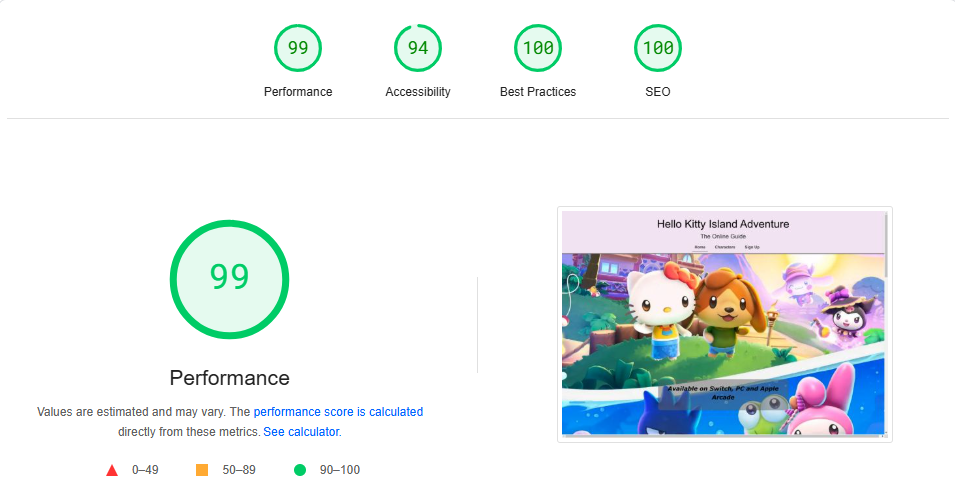 99 94 100 100
Performance Accessibility Best Practices SEO
99
Performance
Values are estimated and may vary. The performance score is calculated
directly from these metrics. See calculator.
0–49 50–89 90–100
Hello Kitty Island Adventure
The Online Guide
Home Characters Sign Up
Available on Switch, PC and Apple
Arcade